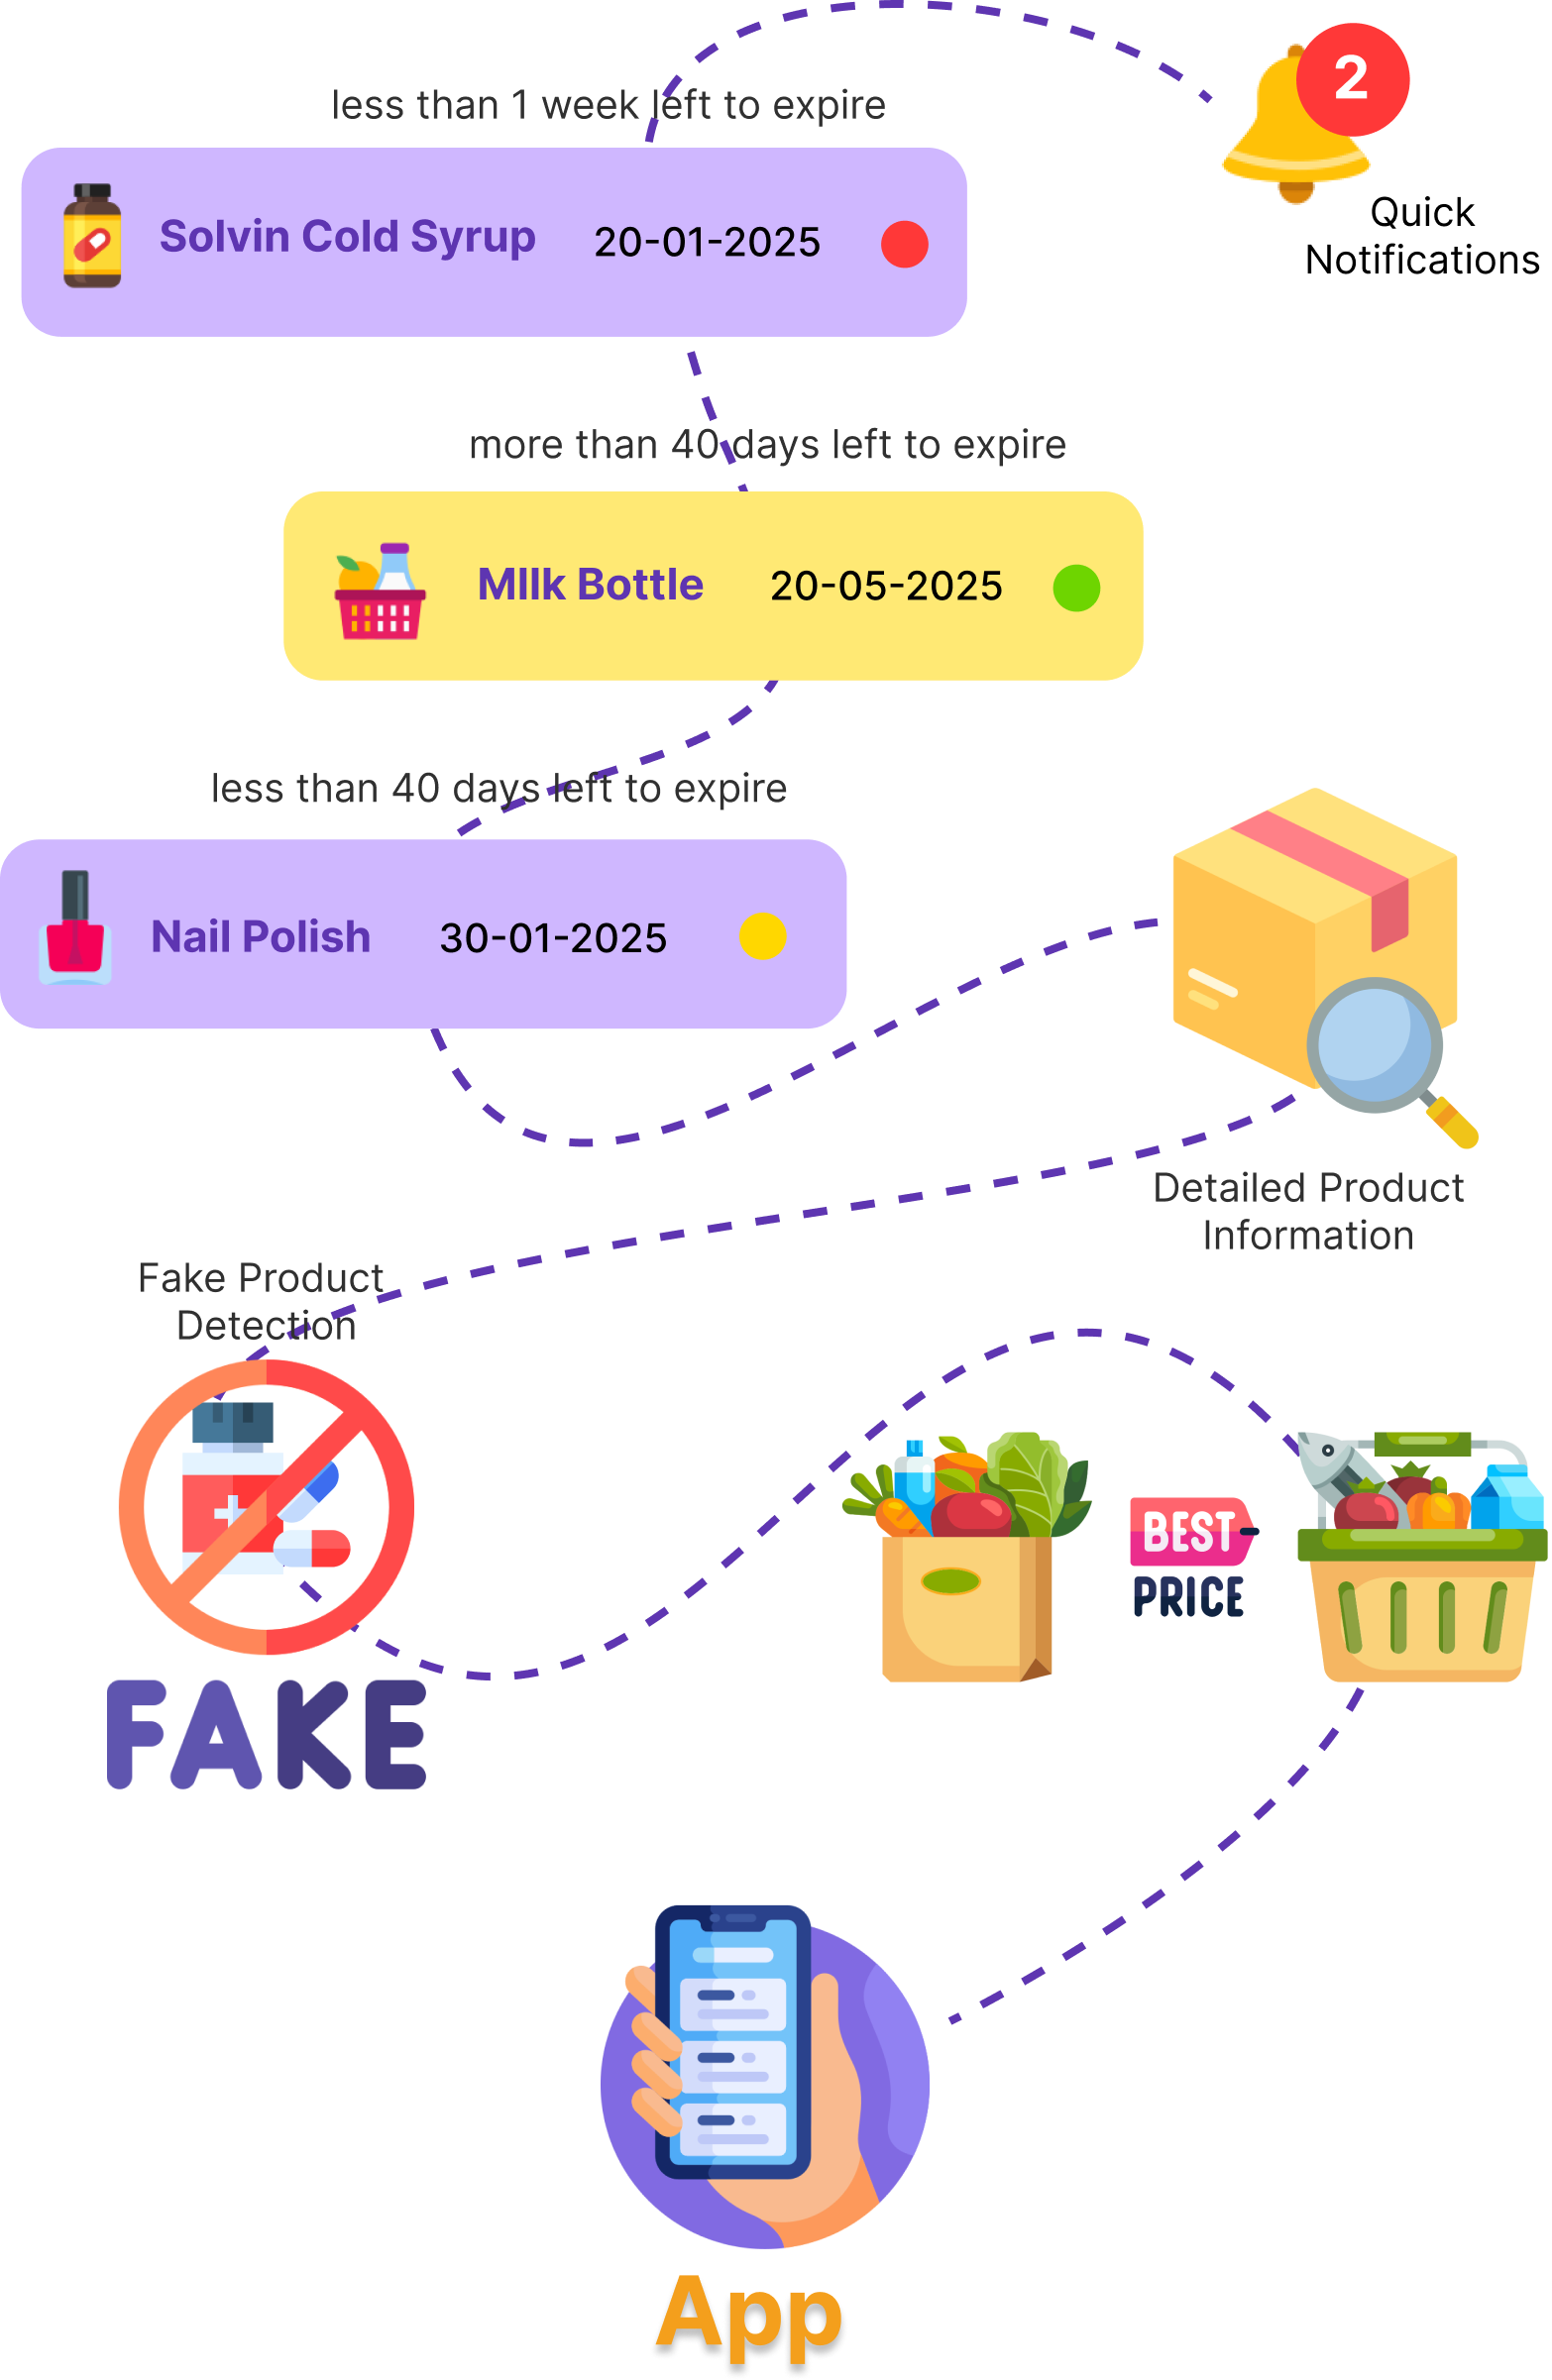 2
Quick
Notifications
less than 1 week left to expire
Solvin Cold Syrup 20-01-2025
more than 40 days left to expire
MIlk Bottle 20-05-2025
less than 40 days left to expire
Nail Polish 30-01-2025
Detailed Product
Information
Fake Product
Detection
FAKE
BEST
PRICE
App